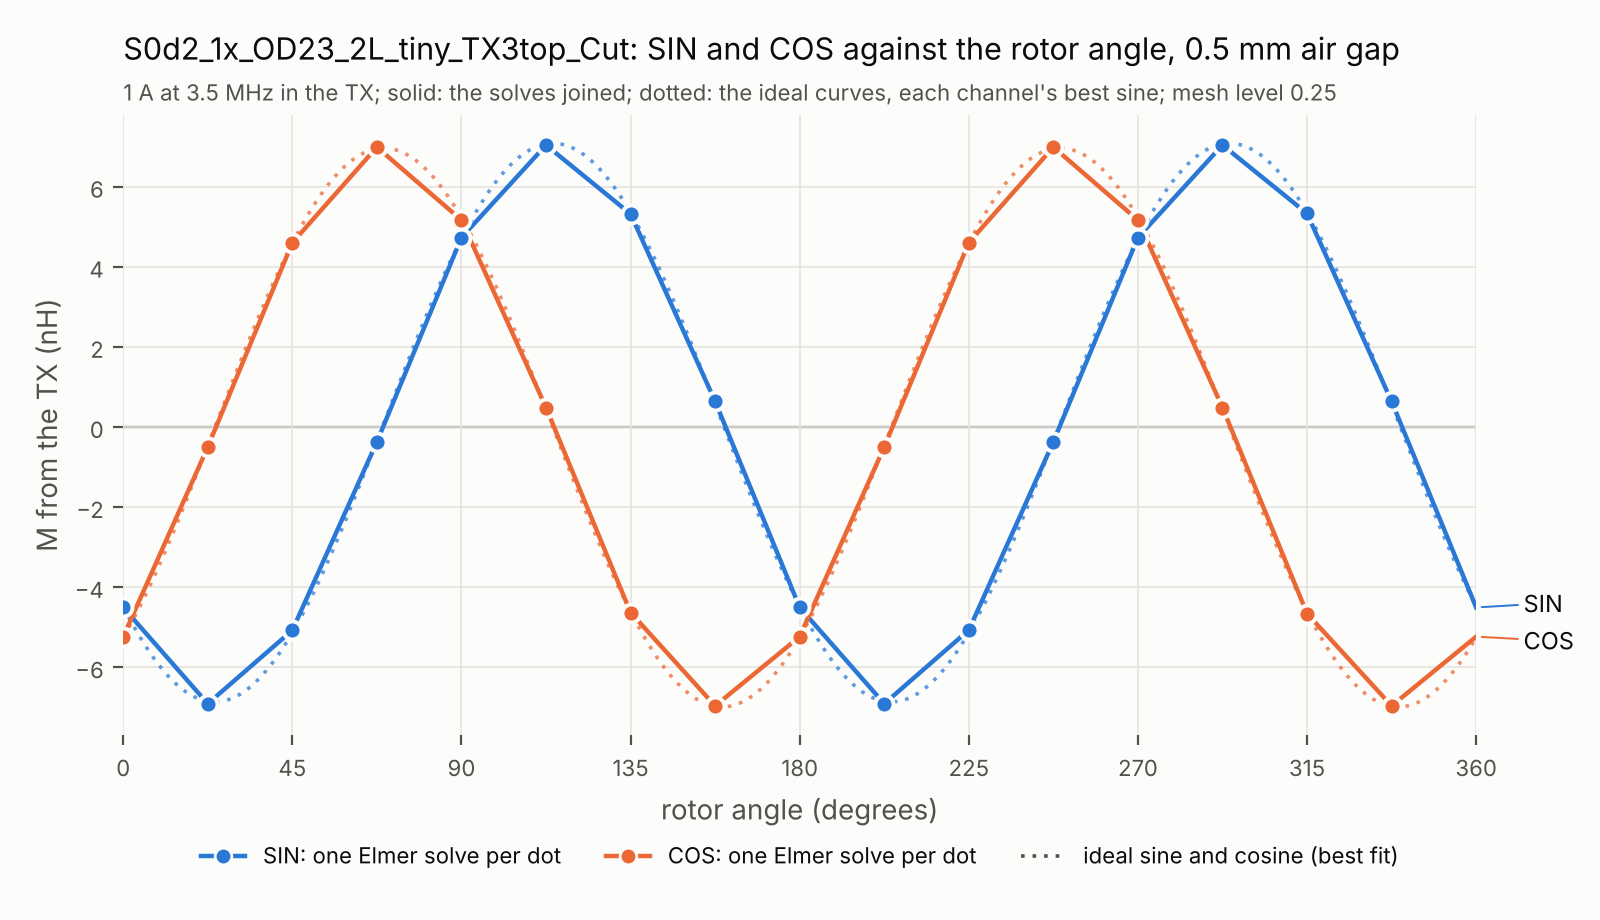 S0d2_1x_OD23_2L_tiny_TX3top_Cut: SIN and COS against the rotor angle, 0.5 mm air gap
1 A at 3.5 MHz in the TX; solid: the solves joined; dotted: the ideal curves, each channel's best sine; mesh level 0.25
M from the TX (nH)
6
4
2
0
−2
−4
−6
SIN
COS
0 45 90 135 180 225 270 315 360
rotor angle (degrees)
SIN: one Elmer solve per dot COS: one Elmer solve per dot ideal sine and cosine (best fit)